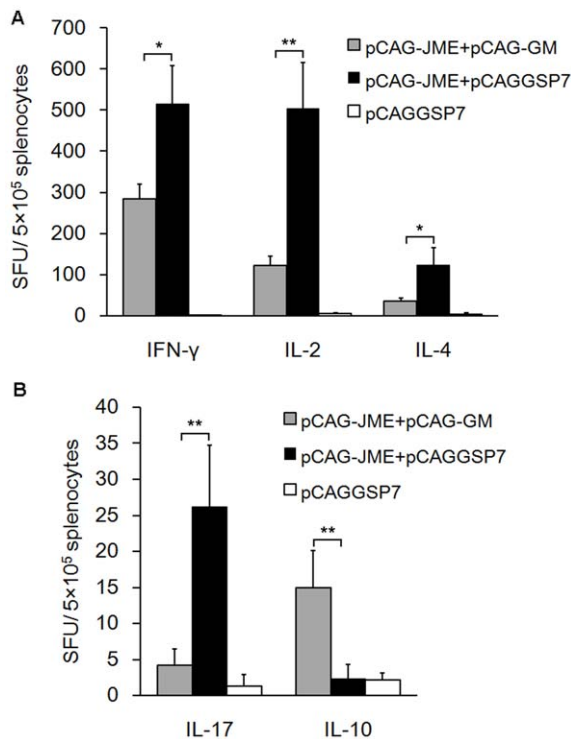 A
SFU/ 5×10⁵ splenocytes
700
600
500
400
300
200
100
0
*
**
*
pCAG-JME+pCAG-GM
pCAG-JME+pCAGGSP7
pCAGGSP7
IFN-γ IL-2 IL-4
B
SFU/ 5×10⁵ splenocytes
40
35
30
25
20
15
10
5
0
**
**
pCAG-JME+pCAG-GM
pCAG-JME+pCAGGSP7
pCAGGSP7
IL-17 IL-10